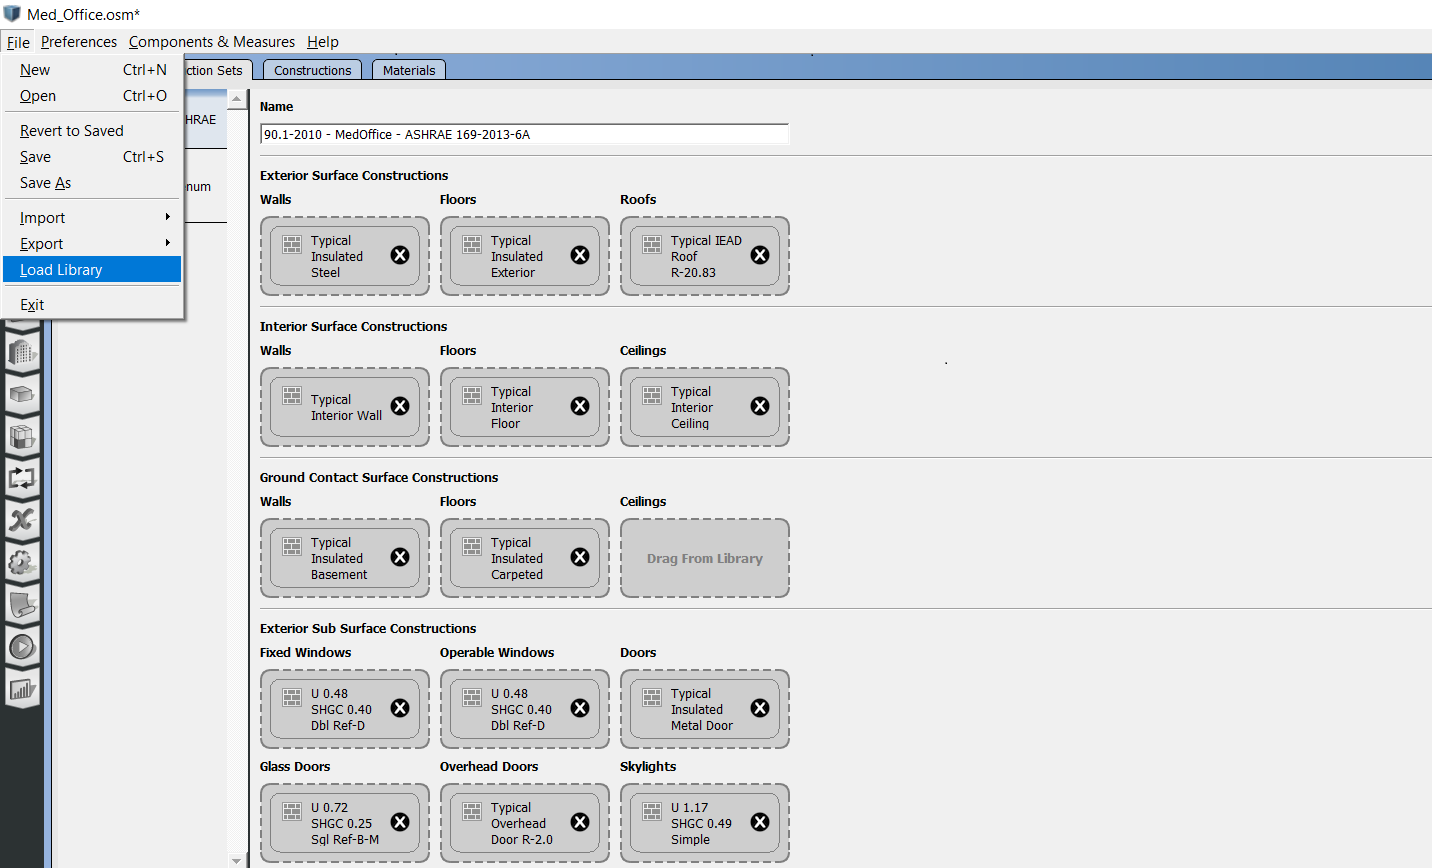 Med_Office.osm*
File Preferences Components & Measures Help
New Ctrl+N
Open Ctrl+O
Revert to Saved
Save Ctrl+S
Save As
Import
Export
Load Library
Exit
ction Sets Constructions Materials
HRAE
num
Name
90.1-2010 - MedOffice - ASHRAE 169-2013-6A
Exterior Surface Constructions
Walls Floors Roofs
Typical
Insulated
Steel
Typical
Insulated
Exterior
Typical IEAD
Roof
R-20.83
Interior Surface Constructions
Walls Floors Ceilings
Typical
Interior Wall
Typical
Interior
Floor
Typical
Interior
Ceiling
Ground Contact Surface Constructions
Walls Floors Ceilings
Typical
Insulated
Basement
Typical
Insulated
Carpeted
Drag From Library
Exterior Sub Surface Constructions
Fixed Windows Operable Windows Doors
U 0.48
SHGC 0.40
Dbl Ref-D
U 0.48
SHGC 0.40
Dbl Ref-D
Typical
Insulated
Metal Door
Glass Doors Overhead Doors Skylights
U 0.72
SHGC 0.25
Sgl Ref-B-M
Typical
Overhead
Door R-2.0
U 1.17
SHGC 0.49
Simple